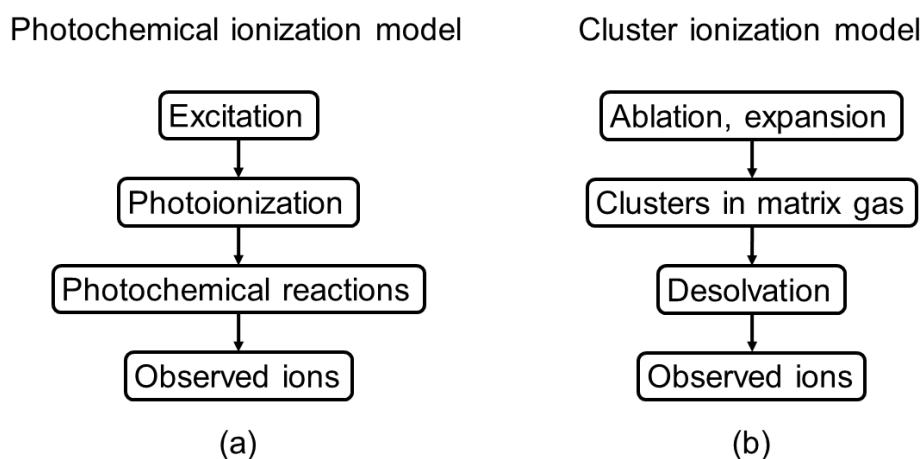 Photochemical ionization model
Excitation
Photoionization
Photochemical reactions
Observed ions
(a)
Cluster ionization model
Ablation, expansion
Clusters in matrix gas
Desolvation
Observed ions
(b)